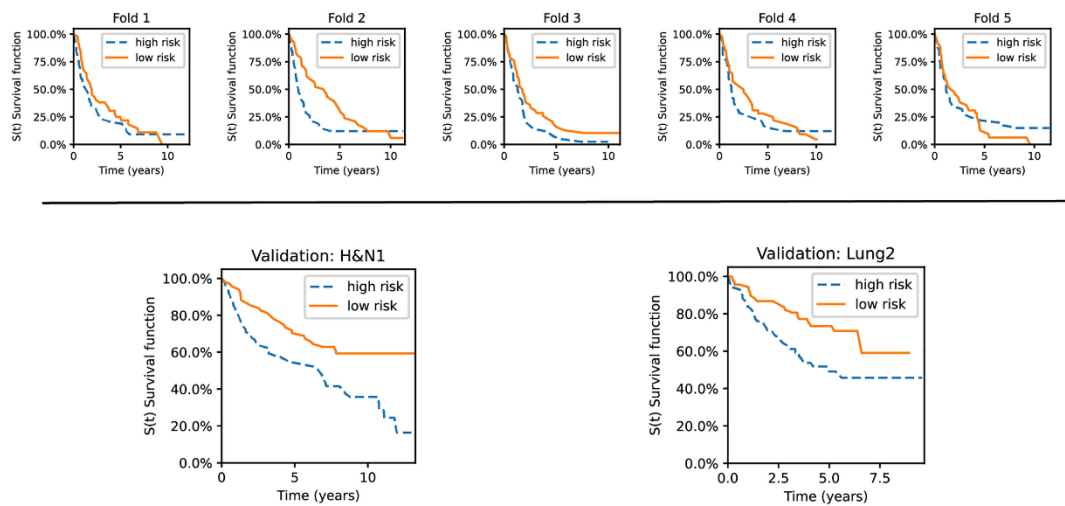 Fold 1
100.0%
75.0%
50.0%
25.0%
0.0%
S(t) Survival function
high risk
low risk
0 5 10
Time (years)
Fold 2
100.0%
75.0%
50.0%
25.0%
0.0%
S(t) Survival function
high risk
low risk
0 5 10
Time (years)
Fold 3
100.0%
75.0%
50.0%
25.0%
0.0%
S(t) Survival function
high risk
low risk
0 5 10
Time (years)
Fold 4
100.0%
75.0%
50.0%
25.0%
0.0%
S(t) Survival function
high risk
low risk
0 5 10
Time (years)
Fold 5
100.0%
75.0%
50.0%
25.0%
0.0%
S(t) Survival function
high risk
low risk
0 5 10
Time (years)
Validation: H&N1
100.0%
80.0%
60.0%
40.0%
20.0%
0.0%
S(t) Survival function
high risk
low risk
0 5 10
Time (years)
Validation: Lung2
100.0%
80.0%
60.0%
40.0%
20.0%
0.0%
S(t) Survival function
high risk
low risk
0.0 2.5 5.0 7.5
Time (years)